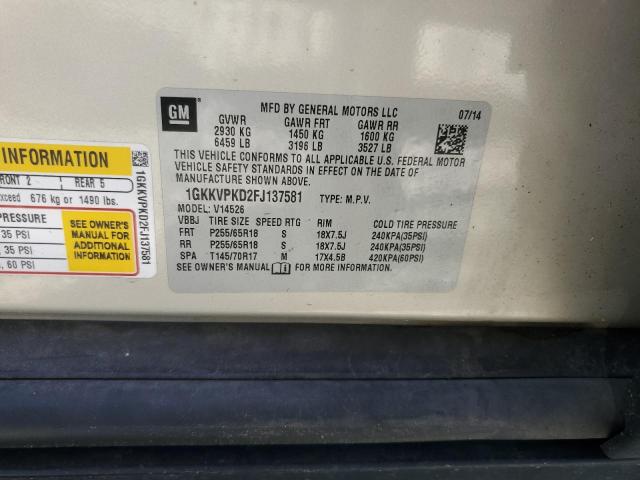 GM
MFD BY GENERAL MOTORS LLC 07/14
GVWR GAWR FRT GAWR RR
2930 KG 1450 KG 1600 KG
6459 LB 3196 LB 3527 LB
THIS VEHICLE CONFORMS TO ALL APPLICABLE U.S. FEDERAL MOTOR
VEHICLE SAFETY STANDARDS IN EFFECT ON THE DATE OF
MANUFACTURE SHOWN ABOVE.
1GKKVPKD2FJ137581 TYPE: M.P.V.
MODEL: V14526
VBBJ TIRE SIZE SPEED RTG RIM COLD TIRE PRESSURE
FRT P255/65R18 S 18X7.5J 240KPA(35PSI)
RR P255/65R18 S 18X7.5J 240KPA(35PSI)
SPA T145/70R17 M 17X4.5B 420KPA(60PSI)
SEE OWNER'S MANUAL FOR MORE INFORMATION
INFORMATION
FRONT 2 REAR 5
exceed 676 kg or 1490 lbs.
PRESSURE
35 PSI
35 PSI
60 PSI
SEE OWNER'S
MANUAL FOR
ADDITIONAL
INFORMATION
1GKKVPKD2FJ137581